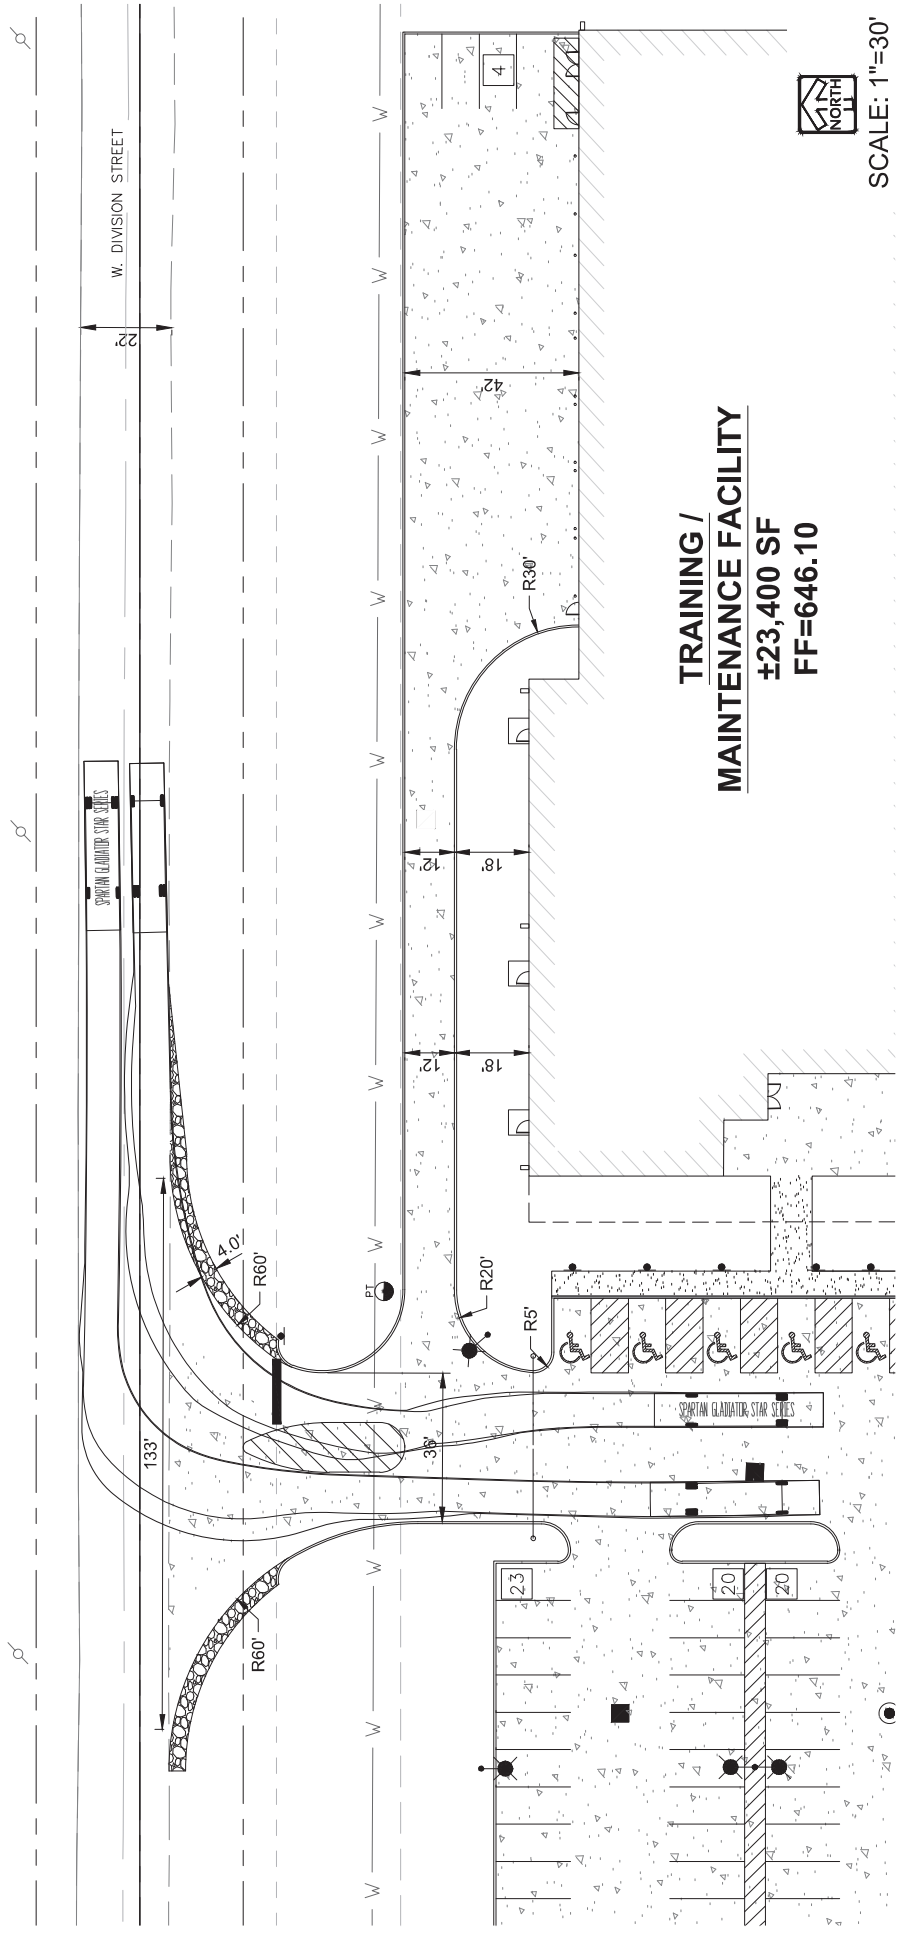 W. DIVISION STREET
22'
4
NORTH
SCALE: 1"=30'
42'
R30'
TRAINING /
MAINTENANCE FACILITY
±23,400 SF
FF=646.10
SPARTAN GLADIATOR STAR SERIES
12'
18'
12'
18'
W
W
W
W
W
W
W
W
W
W
W
W
4.0'
R60'
PT
R20'
R5'
133'
36'
SPARTAN GLADIATOR STAR SERIES
R60'
23
20
20